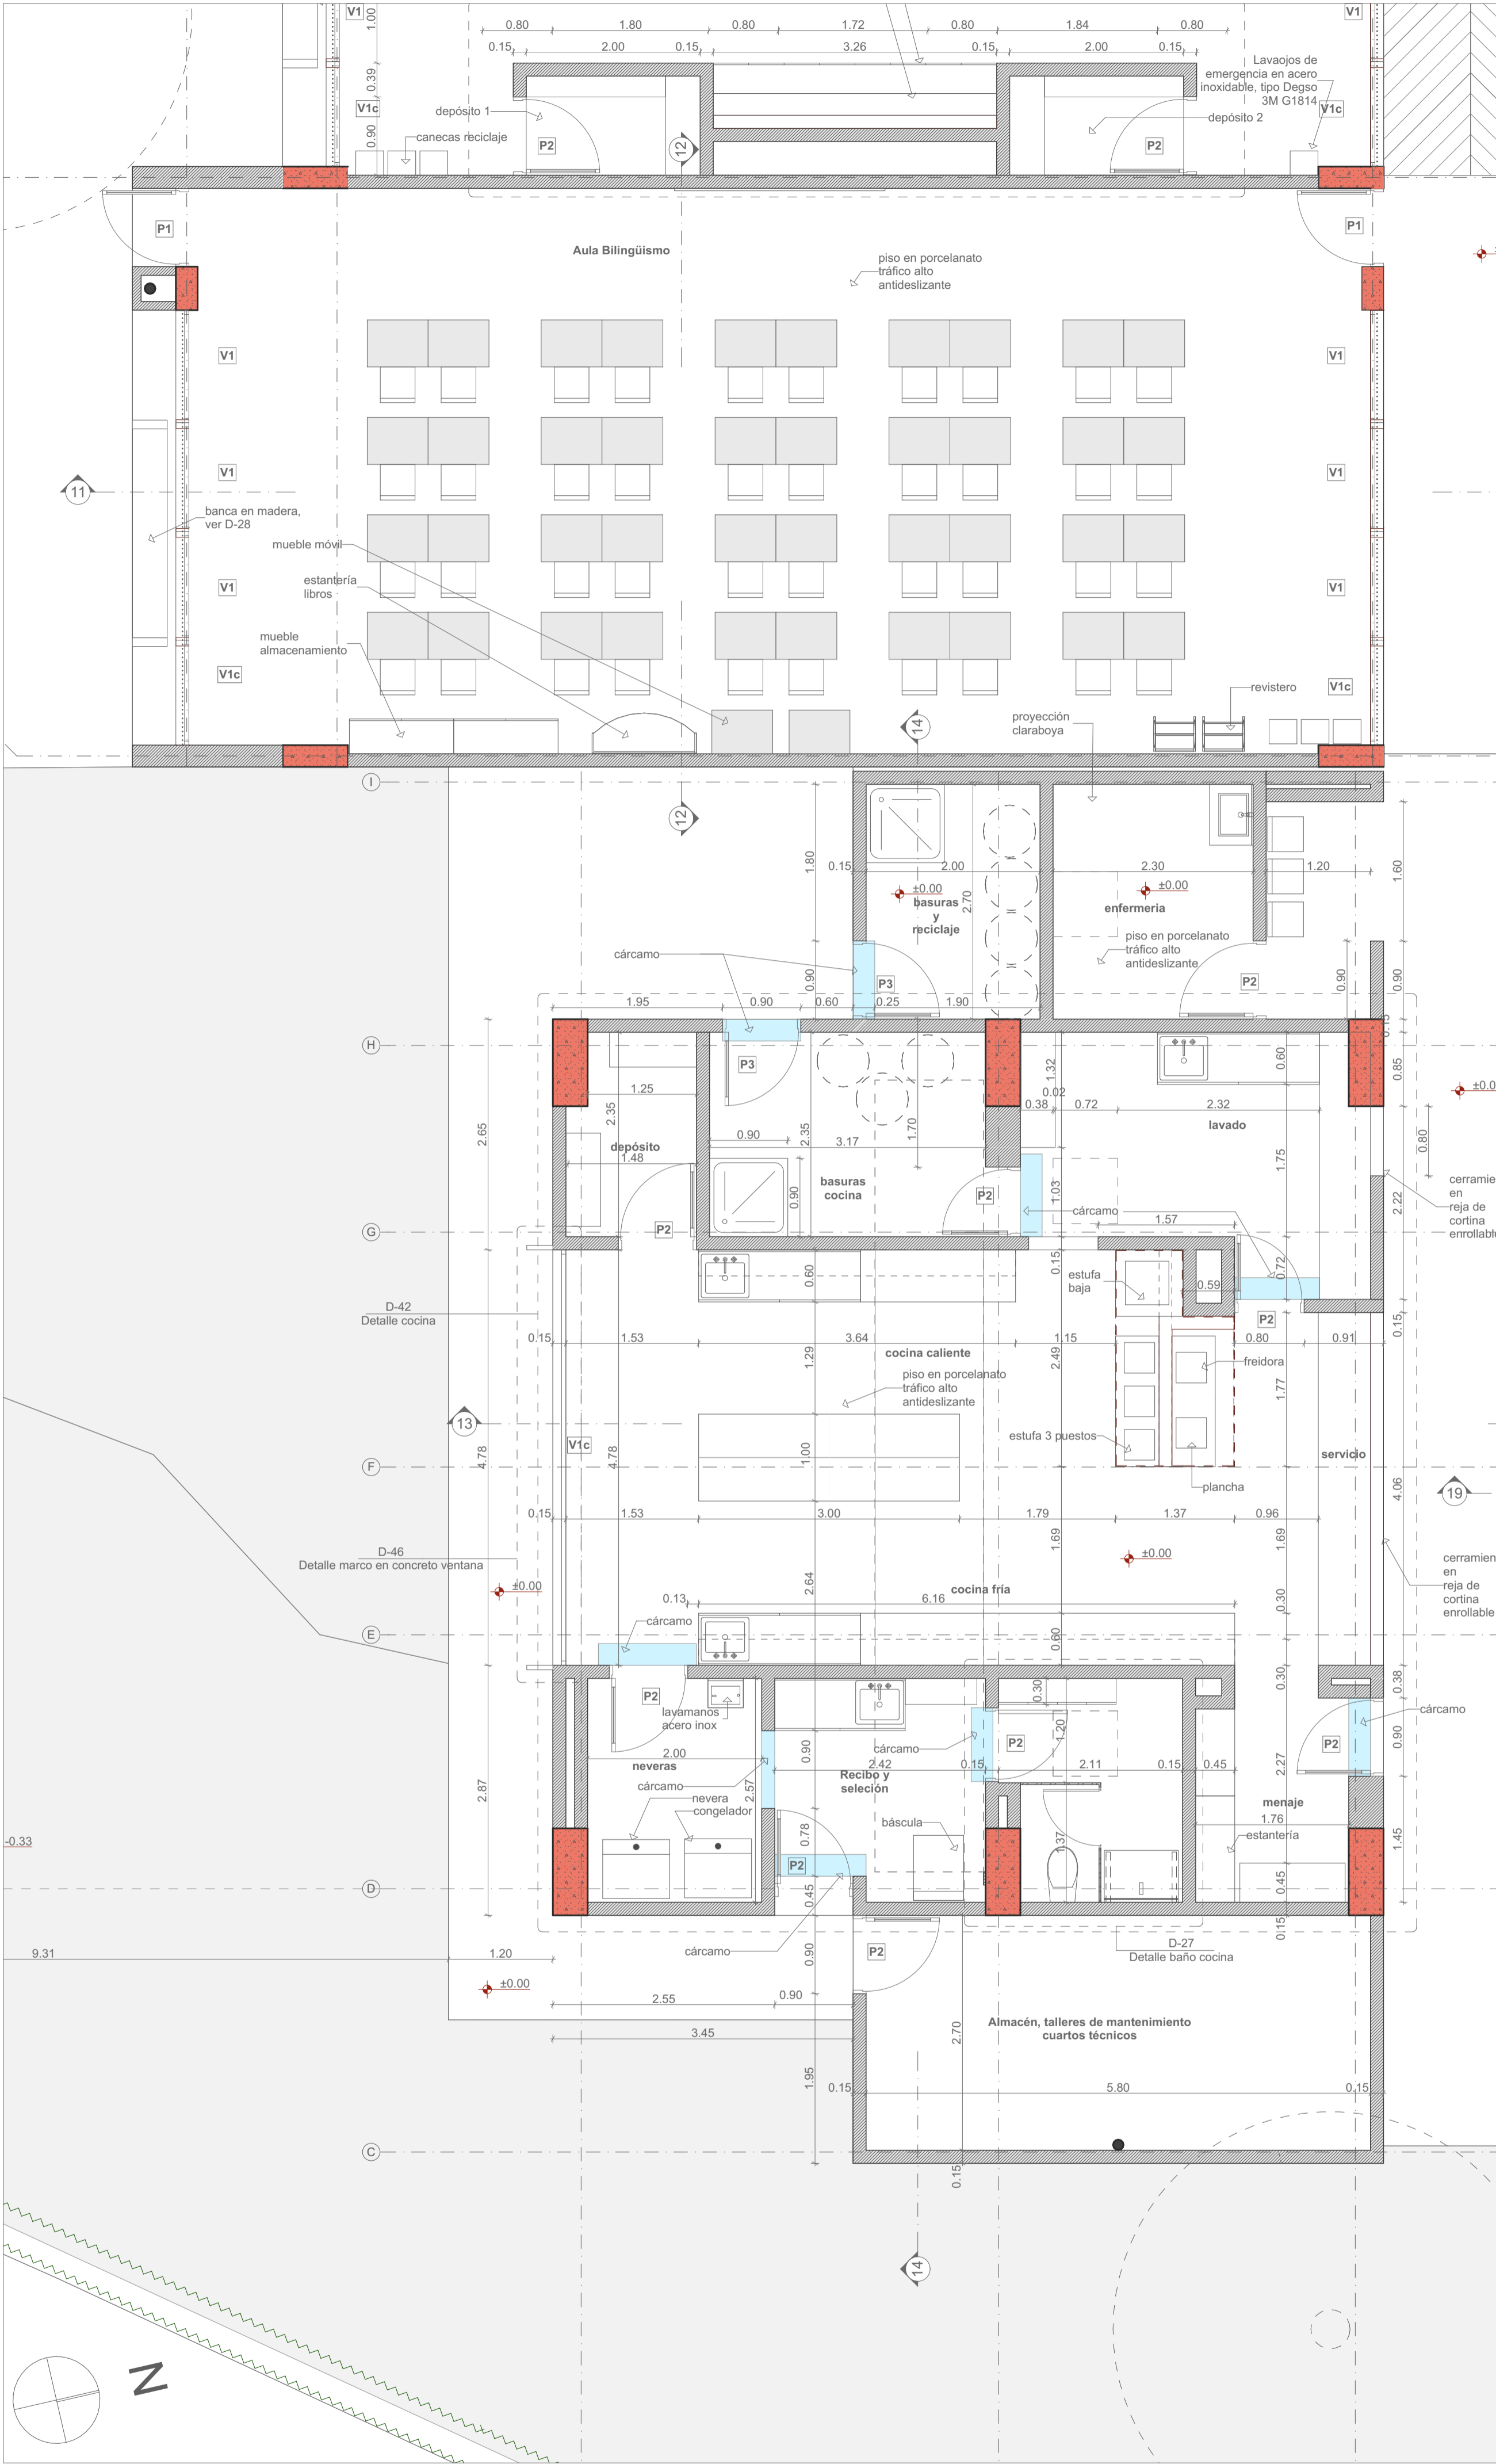 V1
1.00
0.80
1.80
0.80
1.72
0.80
1.84
0.80
V1
0.15
2.00
0.15
3.26
0.15
2.00
0.15
Lavaojos de
emergencia en acero
inoxidable, tipo Degso
3M G1814
0.39
V1c
depósito 1
V1c
depósito 2
0.90
canecas reciclaje
P2
12
P2
P1
P1
Aula Bilingüismo
piso en porcelanato
tráfico alto
antideslizante
V1
V1
V1
V1
11
banca en madera,
ver D-28
mueble móvil
estantería
libros
V1
V1
mueble
almacenamiento
V1c
V1c
revistero
proyección
claraboya
14
I
12
1.80
0.15
2.00
2.30
1.20
1.60
±0.00
±0.00
basuras
y
reciclaje
2.70
enfermeria
piso en porcelanato
tráfico alto
antideslizante
cárcamo
P3
P2
0.90
0.90
0.90
1.95
0.90
0.60
0.25
1.90
0.15
H
P3
1.32
0.60
0.85
±0.0
1.25
0.02
0.38
0.72
2.32
2.35
2.65
lavado
0.90
3.17
2.35
1.70
0.80
depósito
1.48
1.75
basuras
cocina
0.90
P2
1.03
cárcamo
1.57
2.22
cerramie
en
reja de
cortina
enrollable
G
P2
0.15
0.60
estufa
baja
0.72
0.59
D-42
Detalle cocina
P2
0.15
0.15
1.53
3.64
1.15
0.80
0.91
1.29
cocina caliente
2.49
freidora
piso en porcelanato
tráfico alto
antideslizante
1.77
13
V1c
estufa 3 puestos
4.78
4.78
1.00
servicio
F
plancha
4.06
19
0.15
1.53
3.00
1.79
1.37
0.96
D-46
Detalle marco en concreto ventana
1.69
1.69
±0.00
cerramien
en
reja de
cortina
enrollable
±0.00
2.64
cocina fría
0.13
6.16
0.30
cárcamo
E
0.60
P2
lavamanos
acero inox
0.30
0.30
0.38
cárcamo
1.20
0.90
cárcamo
P2
P2
0.90
2.00
neveras
cárcamo
2.42
0.15
2.11
0.15
0.45
Recibo y
seleción
2.27
nevera
congelador
2.57
2.87
menaje
1.76
báscula
0.78
estantería
-0.33
1.37
1.45
P2
D
0.45
0.45
0.15
9.31
1.20
cárcamo
0.90
P2
D-27
Detalle baño cocina
±0.00
2.55
0.90
3.45
Almacén, talleres de mantenimiento
cuartos técnicos
2.70
1.95
0.15
5.80
0.15
C
0.15
14
N